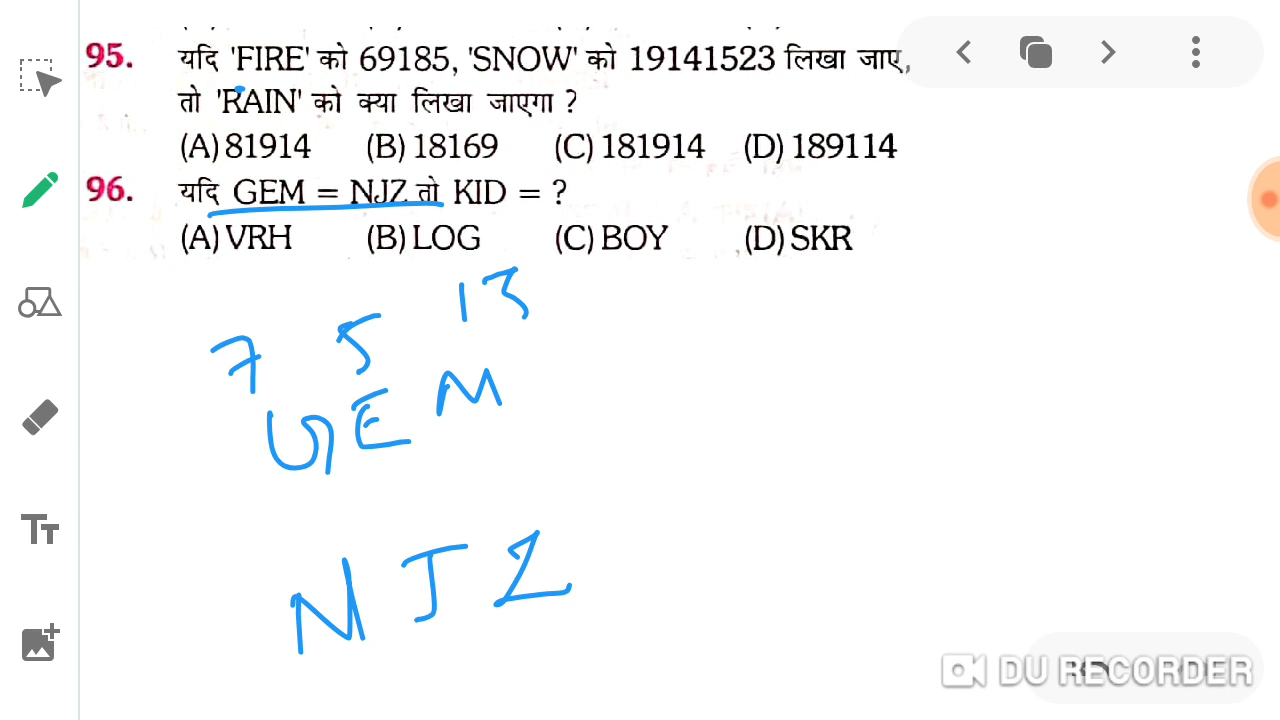 95. यदि 'FIRE' को 69185, 'SNOW' को 19141523 लिखा जाए,
तो 'RAIN' को क्या लिखा जाएगा ?
(A) 81914 (B) 18169 (C) 181914 (D) 189114
96. यदि GEM = NJZ तो KID = ?
(A) VRH (B) LOG (C) BOY (D) SKR
7 5 13
GEM
NJZ
Tт
DU RECORDER